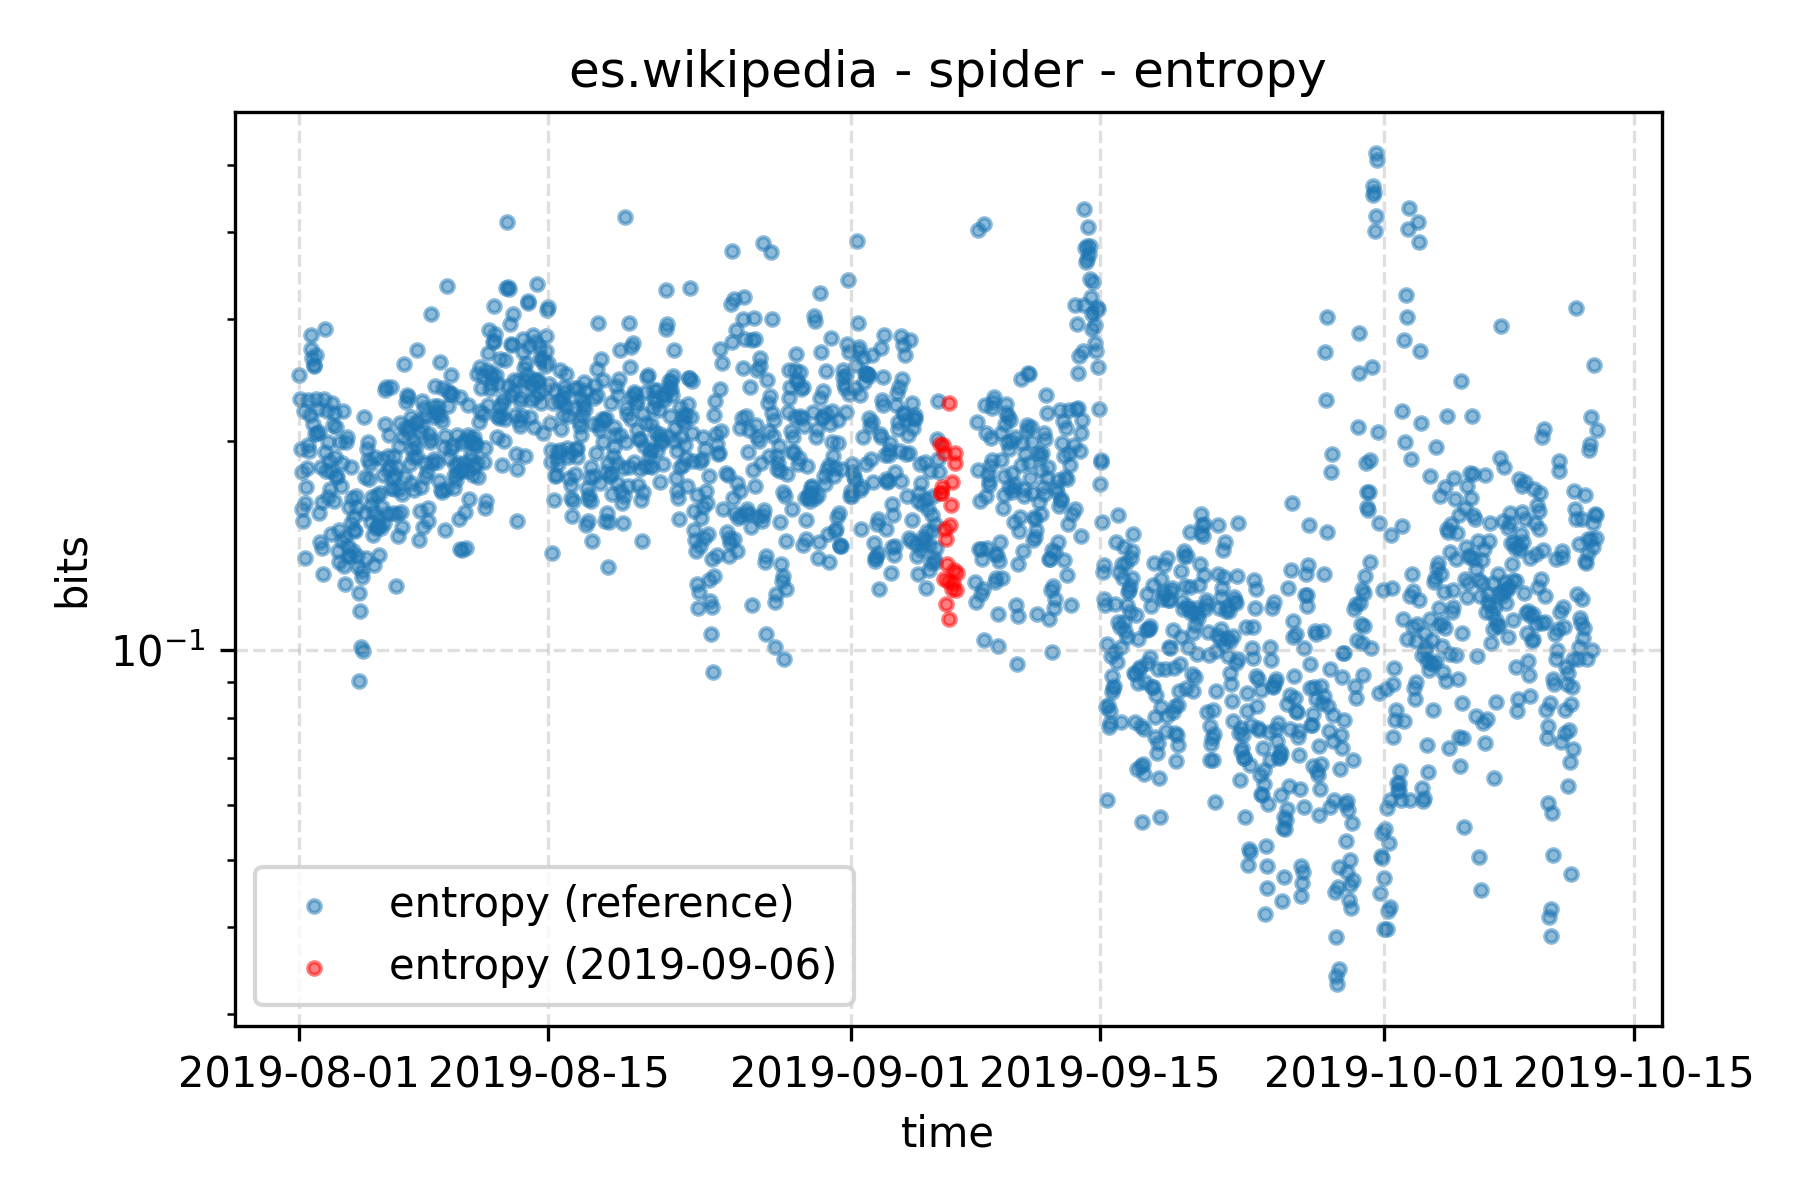 es.wikipedia - spider - entropy
bits
10⁻¹
entropy (reference)
entropy (2019-09-06)
2019-08-01 2019-08-15 2019-09-01 2019-09-15 2019-10-01 2019-10-15
time